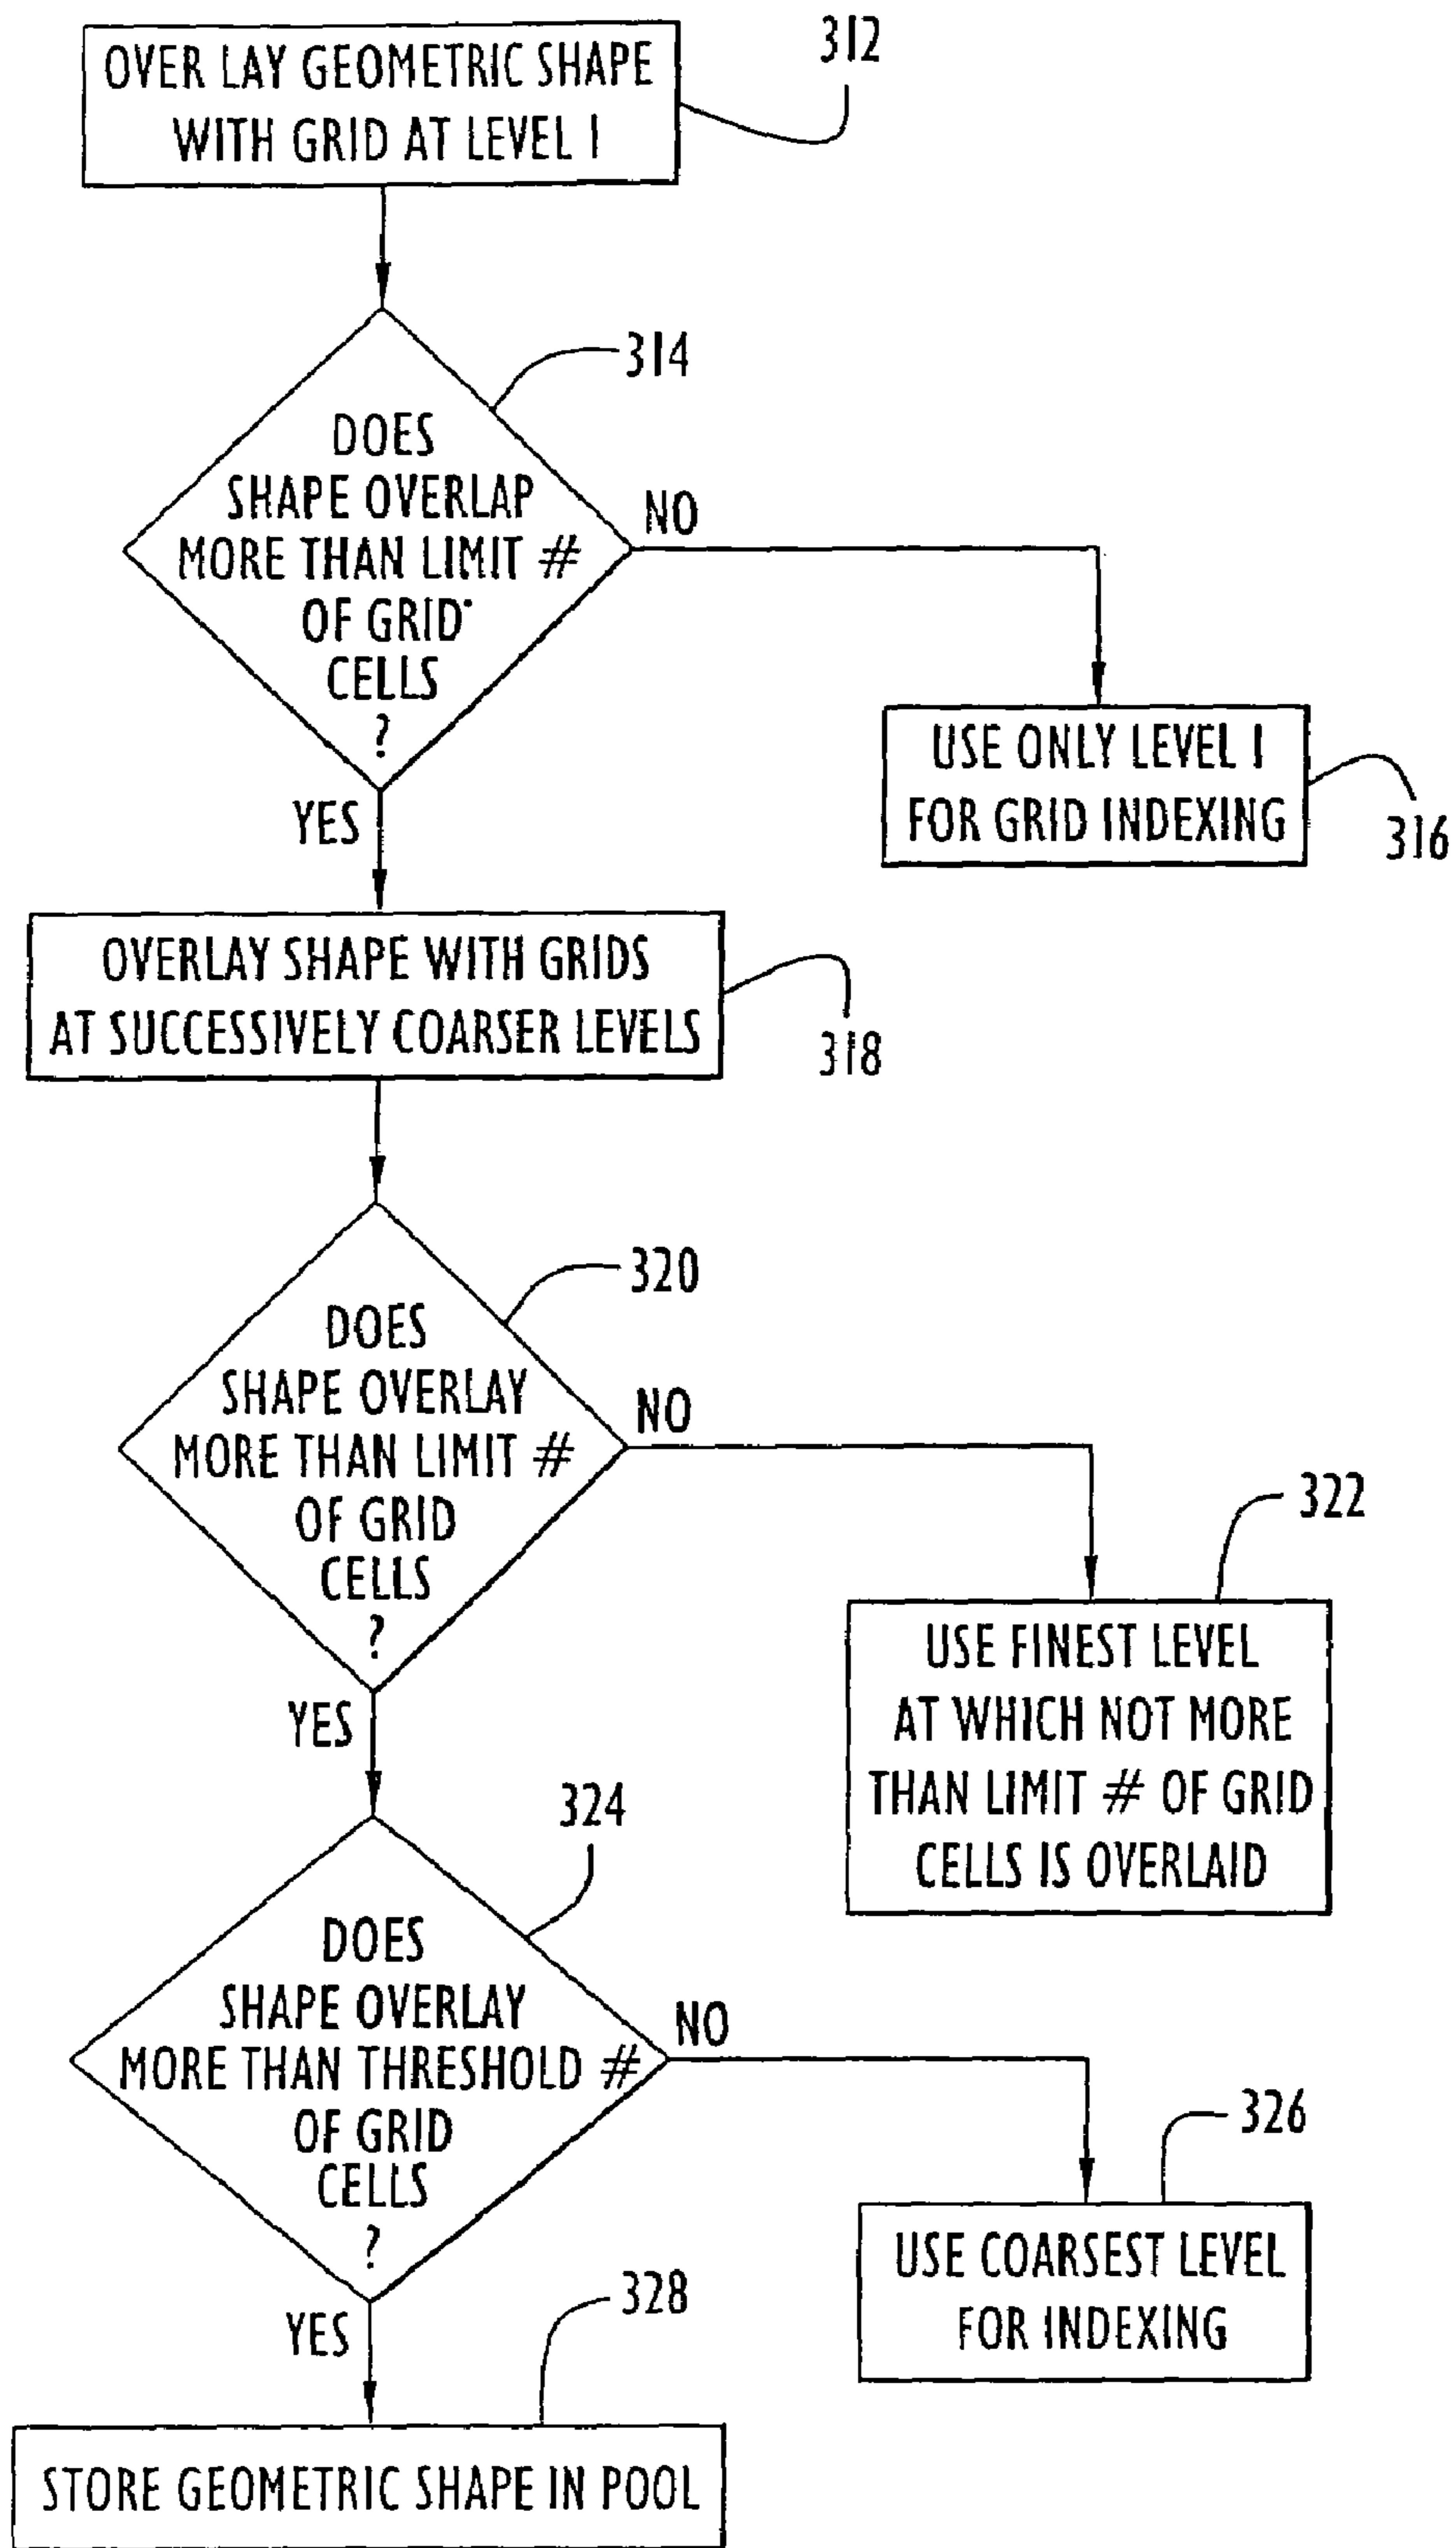 OVER LAY GEOMETRIC SHAPE
WITH GRID AT LEVEL 1
312
DOES
SHAPE OVERLAP
MORE THAN LIMIT #
OF GRID
CELLS
?
314
NO
YES
USE ONLY LEVEL 1
FOR GRID INDEXING
316
OVERLAY SHAPE WITH GRIDS
AT SUCCESSIVELY COARSER LEVELS
318
DOES
SHAPE OVERLAY
MORE THAN LIMIT #
OF GRID
CELLS
?
320
NO
YES
322
USE FINEST LEVEL
AT WHICH NOT MORE
THAN LIMIT # OF GRID
CELLS IS OVERLAID
324
DOES
SHAPE OVERLAY
MORE THAN THRESHOLD #
OF GRID
CELLS
?
NO
YES
326
USE COARSEST LEVEL
FOR INDEXING
328
STORE GEOMETRIC SHAPE IN POOL